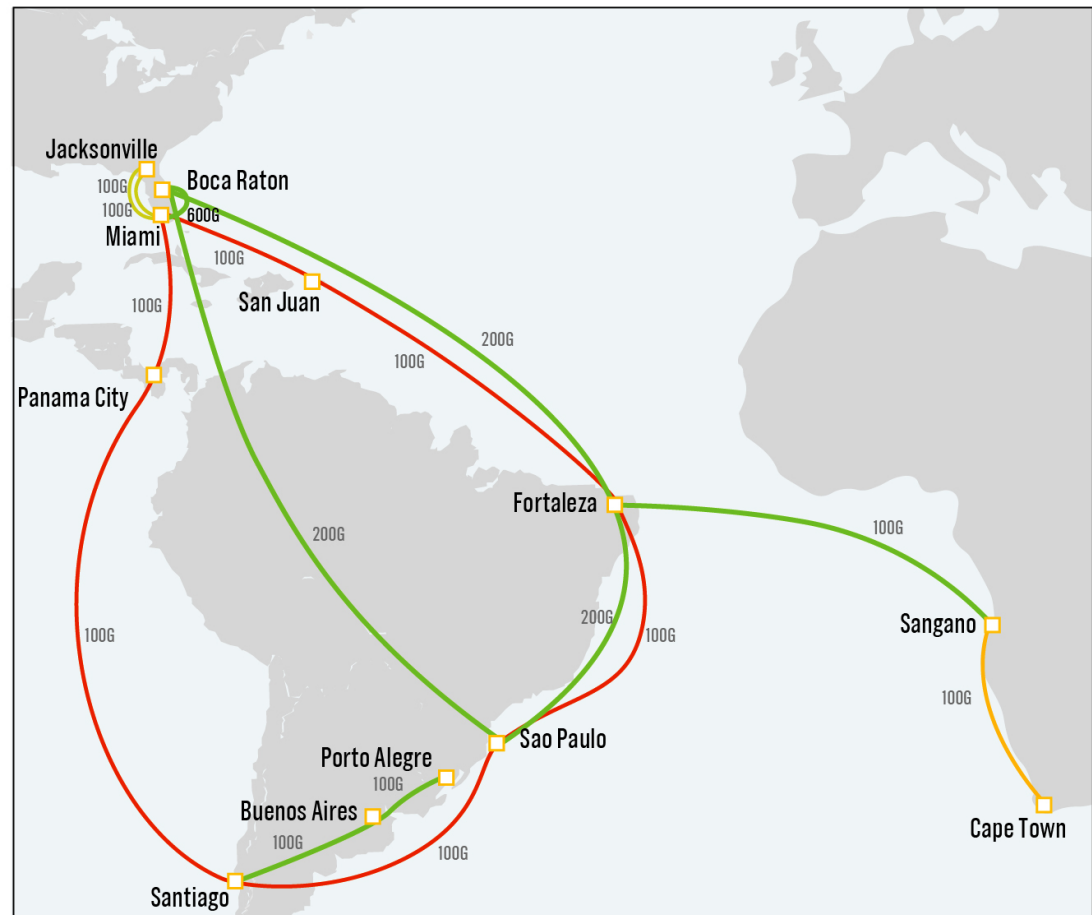 Jacksonville
100G
Boca Raton
100G
600G
Miami
100G
San Juan
100G
200G
100G
Panama City
Fortaleza
100G
200G
200G
100G
Sangano
100G
100G
Sao Paulo
Porto Alegre
100G
Buenos Aires
100G
100G
Cape Town
Santiago